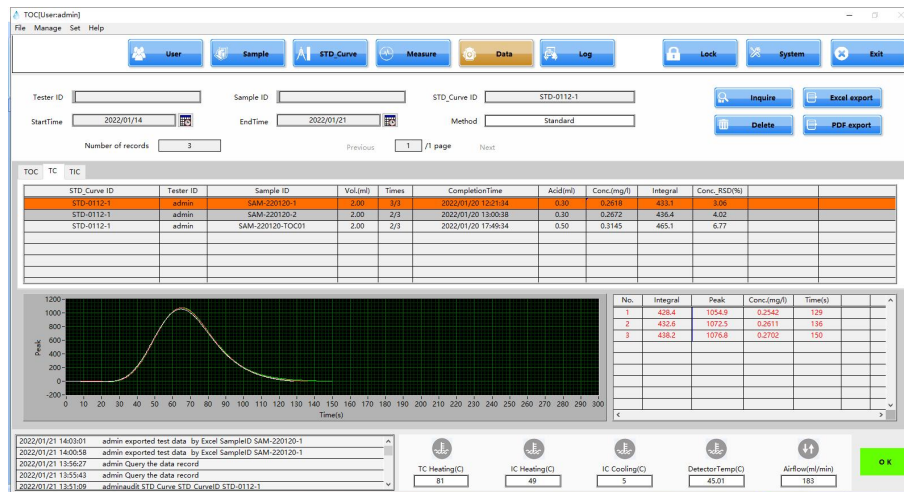 TOC[User:admin]
File Manage Set Help
User Sample STD_Curve Measure Data Log Lock System Exit
Tester ID Sample ID STD_Curve ID STD-0112-1 Inquire Excel export
StartTime 2022/01/14 EndTime 2022/01/21 Method Standard Delete PDF export
Number of records 3 Previous 1 /1 page Next
TOC TC TIC
STD_Curve ID Tester ID Sample ID Vol.(ml) Times CompletionTime Acid(ml) Conc.(mg/l) Integral Conc._RSD(%)
STD-0112-1 admin SAM-220120-1 2.00 3/3 2022/01/20 12:21:34 0.30 0.2618 433.1 3.06
STD-0112-1 admin SAM-220120-2 2.00 2/3 2022/01/20 13:00:38 0.30 0.2672 436.4 4.02
STD-0112-1 admin SAM-220120-TOC01 2.00 2/3 2022/01/20 17:49:34 0.50 0.3145 465.1 6.77
Peak
1200
1000
800
600
400
200
0
-200
0 10 20 30 40 50 60 70 80 90 100 110 120 130 140 150 160 170 180 190 200 210 220 230 240 250 260 270 280 290 300
Time(s)
No. Integral Peak Conc.(mg/l) Time(s)
1 428.4 1054.9 0.2542 129
2 432.6 1072.5 0.2611 136
3 438.2 1076.8 0.2702 150
2022/01/21 14:03:01 admin exported test data by Excel SampleID SAM-220120-1
2022/01/21 14:00:58 admin exported test data by Excel SampleID SAM-220120-1
2022/01/21 13:56:27 admin Query the data record
2022/01/21 13:55:43 admin Query the data record
2022/01/21 13:51:09 adminaudit STD Curve STD_CurveID STD-0112-1
TC Heating(C) IC Heating(C) IC Cooling(C) DetectorTemp(C) Airflow(ml/min)
81 49 5 45.01 183
O K